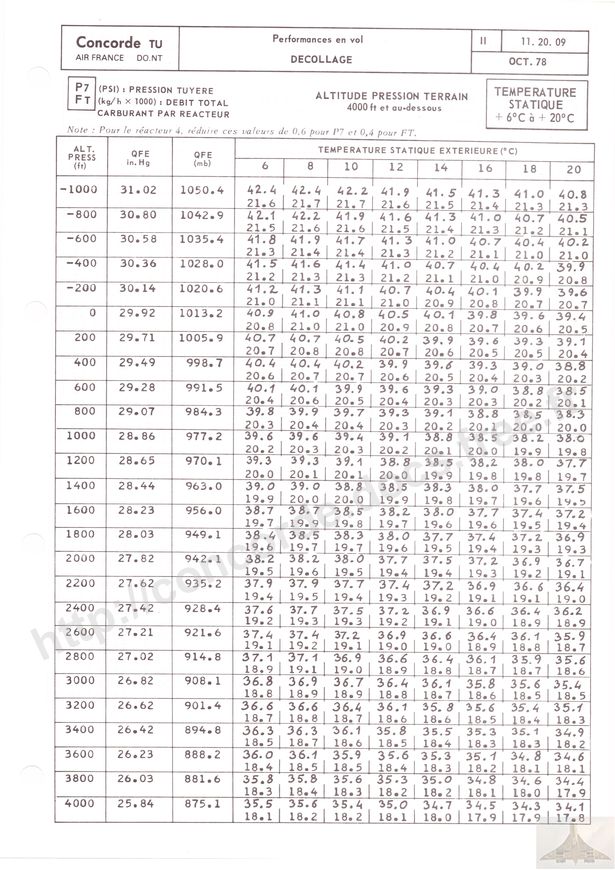 Concorde TU
AIR FRANCE DO.NT
Performances en vol
DECOLLAGE
II
11. 20. 09
OCT. 78
P7 (PSI) : PRESSION TUYERE
FT (kg/h × 1000) : DEBIT TOTAL
CARBURANT PAR REACTEUR
ALTITUDE PRESSION TERRAIN
4000 ft et au-dessous
TEMPERATURE
STATIQUE
+ 6°C à + 20°C
Note : Pour le réacteur 4, réduire ces valeurs de 0,6 pour P7 et 0,4 pour FT.
ALT. PRESS (ft) QFE in.Hg QFE (mb) TEMPERATURE STATIQUE EXTERIEURE (°C)
6 8 10 12 14 16 18 20
-1000 31.02 1050.4 42.4 42.4 42.2 41.9 41.5 41.3 41.0 40.8
21.6 21.7 21.7 21.6 21.5 21.4 21.3 21.3
-800 30.80 1042.9 42.1 42.2 41.9 41.6 41.3 41.0 40.7 40.5
21.5 21.6 21.6 21.5 21.4 21.3 21.2 21.1
-600 30.58 1035.4 41.8 41.9 41.7 41.3 41.0 40.7 40.4 40.2
21.3 21.4 21.4 21.3 21.2 21.1 21.0 21.0
-400 30.36 1028.0 41.5 41.6 41.4 41.0 40.7 40.4 40.2 39.9
21.2 21.3 21.3 21.2 21.1 21.0 20.9 20.8
-200 30.14 1020.6 41.2 41.3 41.1 40.7 40.4 40.1 39.9 39.6
21.0 21.1 21.1 21.0 20.9 20.8 20.7 20.7
0 29.92 1013.2 40.9 41.0 40.8 40.5 40.1 39.8 39.6 39.4
20.8 21.0 21.0 20.9 20.8 20.7 20.6 20.5
200 29.71 1005.9 40.7 40.7 40.5 40.2 39.9 39.6 39.3 39.1
20.7 20.8 20.8 20.7 20.6 20.5 20.5 20.4
400 29.49 998.7 40.4 40.4 40.2 39.9 39.6 39.3 39.0 38.8
20.6 20.7 20.7 20.6 20.5 20.4 20.3 20.2
600 29.28 991.5 40.1 40.1 39.9 39.6 39.3 39.0 38.8 38.5
20.4 20.6 20.5 20.4 20.3 20.3 20.2 20.1
800 29.07 984.3 39.8 39.9 39.7 39.3 39.1 38.8 38.5 38.3
20.3 20.4 20.4 20.3 20.2 20.1 20.0 20.0
1000 28.86 977.2 39.6 39.6 39.4 39.1 38.8 38.5 38.2 38.0
20.2 20.3 20.3 20.2 20.1 20.0 19.9 19.8
1200 28.65 970.1 39.3 39.3 39.1 38.8 38.5 38.2 38.0 37.7
20.0 20.1 20.1 20.0 19.9 19.8 19.8 19.7
1400 28.44 963.0 39.0 39.0 38.8 38.5 38.3 38.0 37.7 37.5
19.9 20.0 20.0 19.9 19.8 19.7 19.6 19.5
1600 28.23 956.0 38.7 38.7 38.5 38.2 38.0 37.7 37.4 37.2
19.7 19.9 19.8 19.7 19.6 19.6 19.5 19.4
1800 28.03 949.1 38.4 38.5 38.3 38.0 37.7 37.4 37.2 36.9
19.6 19.7 19.7 19.6 19.5 19.4 19.3 19.3
2000 27.82 942.1 38.2 38.2 38.0 37.7 37.5 37.2 36.9 36.7
19.5 19.6 19.5 19.4 19.4 19.3 19.2 19.1
2200 27.62 935.2 37.9 37.9 37.7 37.4 37.2 36.9 36.6 36.4
19.4 19.5 19.4 19.3 19.2 19.1 19.1 19.0
2400 27.42 928.4 37.6 37.7 37.5 37.2 36.9 36.6 36.4 36.2
19.2 19.3 19.3 19.2 19.1 19.0 18.9 18.9
2600 27.21 921.6 37.4 37.4 37.2 36.9 36.6 36.4 36.1 35.9
19.1 19.2 19.1 19.0 19.0 18.9 18.8 18.7
2800 27.02 914.8 37.1 37.1 36.9 36.6 36.4 36.1 35.9 35.6
18.9 19.1 19.0 18.9 18.8 18.7 18.7 18.6
3000 26.82 908.1 36.8 36.9 36.7 36.4 36.1 35.8 35.6 35.4
18.8 18.9 18.9 18.8 18.7 18.6 18.5 18.5
3200 26.62 901.4 36.6 36.6 36.4 36.1 35.8 35.6 35.4 35.1
18.7 18.8 18.7 18.6 18.6 18.5 18.4 18.3
3400 26.42 894.8 36.3 36.3 36.1 35.8 35.5 35.3 35.1 34.9
18.5 18.7 18.6 18.5 18.4 18.3 18.3 18.2
3600 26.23 888.2 36.0 36.1 35.9 35.6 35.3 35.1 34.8 34.6
18.4 18.5 18.5 18.4 18.3 18.2 18.1 18.1
3800 26.03 881.6 35.8 35.8 35.6 35.3 35.0 34.8 34.6 34.4
18.3 18.4 18.3 18.2 18.2 18.1 18.0 17.9
4000 25.84 875.1 35.5 35.6 35.4 35.0 34.7 34.5 34.3 34.1
18.1 18.2 18.2 18.1 18.0 17.9 17.9 17.8